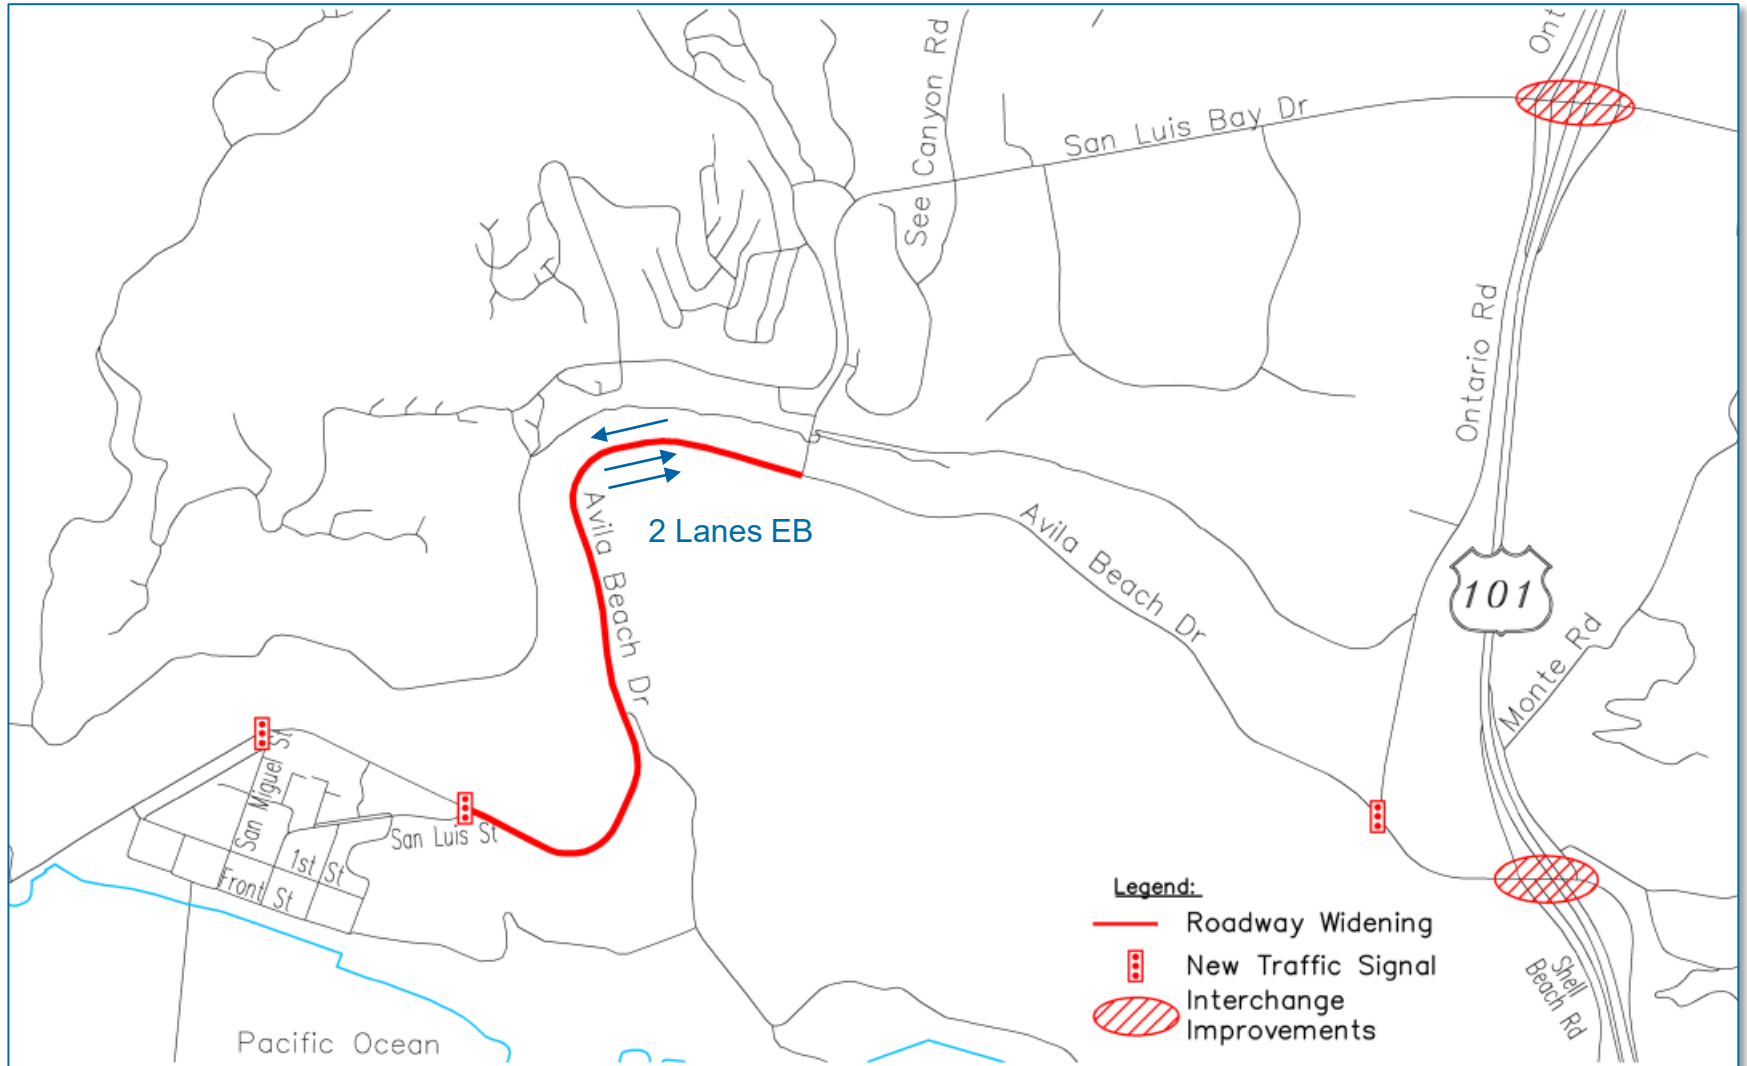 Ont
See Canyon Rd
San Luis Bay Dr
Ontario Rd
2 Lanes EB
Avila Beach Dr
Avila Beach Dr
101
Monte Rd
San Miguel St
San Luis St
1st St
Front St
Shell
Beach Rd
Pacific Ocean
Legend:
Roadway Widening
New Traffic Signal
Interchange
Improvements